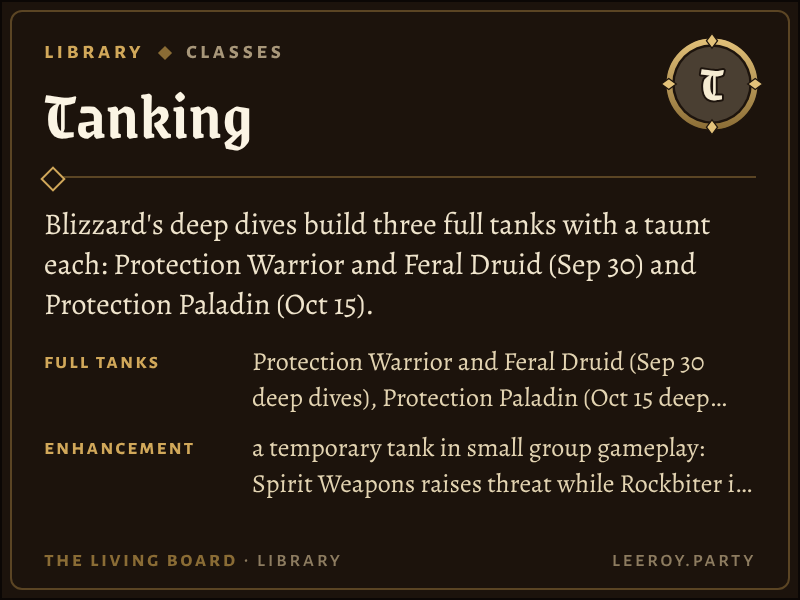 LIBRARY ◆ CLASSES
T
Tanking
Blizzard's deep dives build three full tanks with a taunt
each: Protection Warrior and Feral Druid (Sep 30) and
Protection Paladin (Oct 15).
FULL TANKS
Protection Warrior and Feral Druid (Sep 30
deep dives), Protection Paladin (Oct 15 deep...
ENHANCEMENT
a temporary tank in small group gameplay:
Spirit Weapons raises threat while Rockbiter i...
THE LIVING BOARD · LIBRARY
LEEROY.PARTY